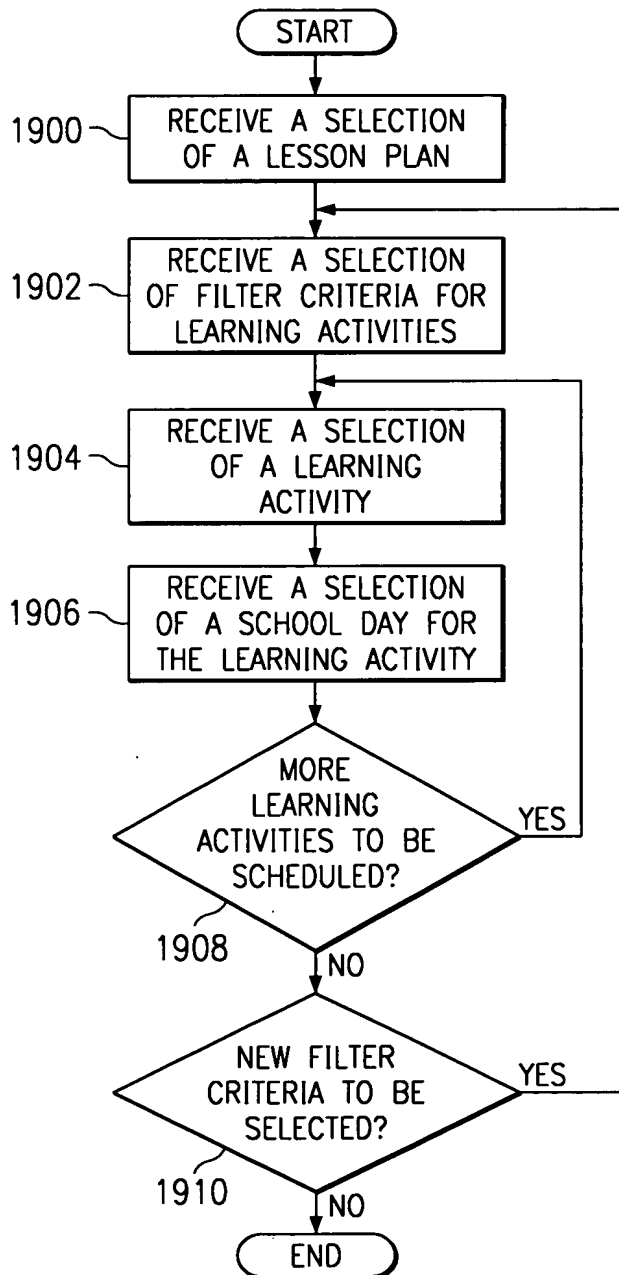 START
1900
RECEIVE A SELECTION
OF A LESSON PLAN
1902
RECEIVE A SELECTION
OF FILTER CRITERIA FOR
LEARNING ACTIVITIES
1904
RECEIVE A SELECTION
OF A LEARNING
ACTIVITY
1906
RECEIVE A SELECTION
OF A SCHOOL DAY FOR
THE LEARNING ACTIVITY
MORE
LEARNING
ACTIVITIES TO BE
SCHEDULED?
YES
1908
NO
NEW FILTER
CRITERIA TO BE
SELECTED?
YES
1910
NO
END